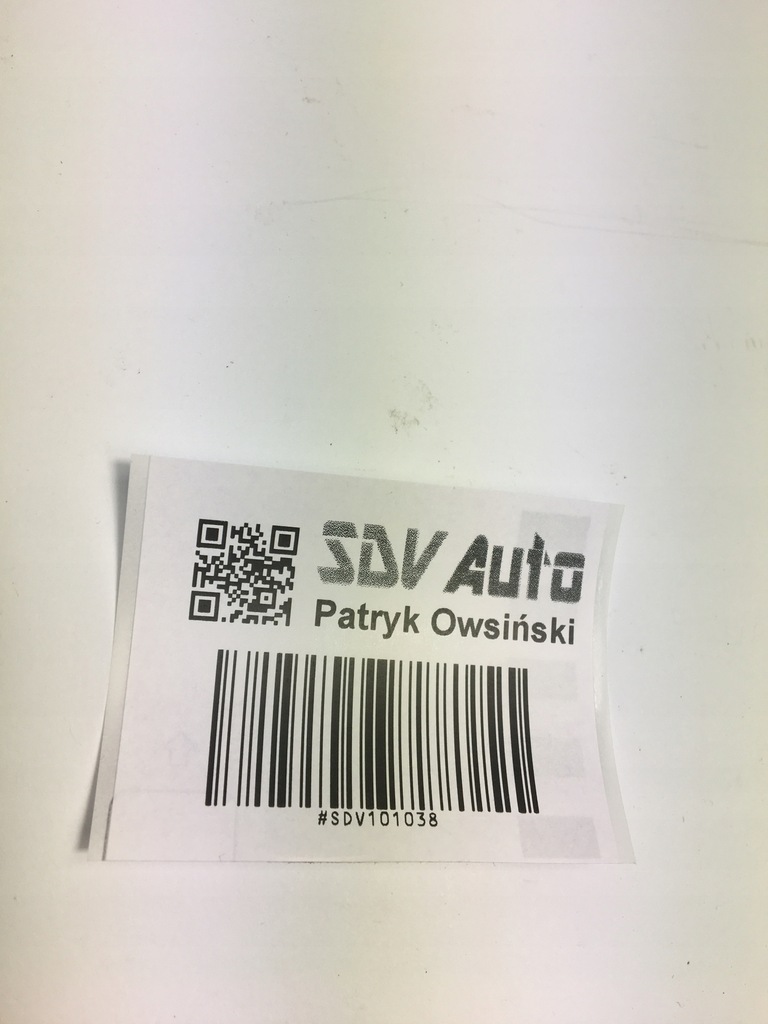 SDV Auto
Patryk Owsiński
#SDV101038